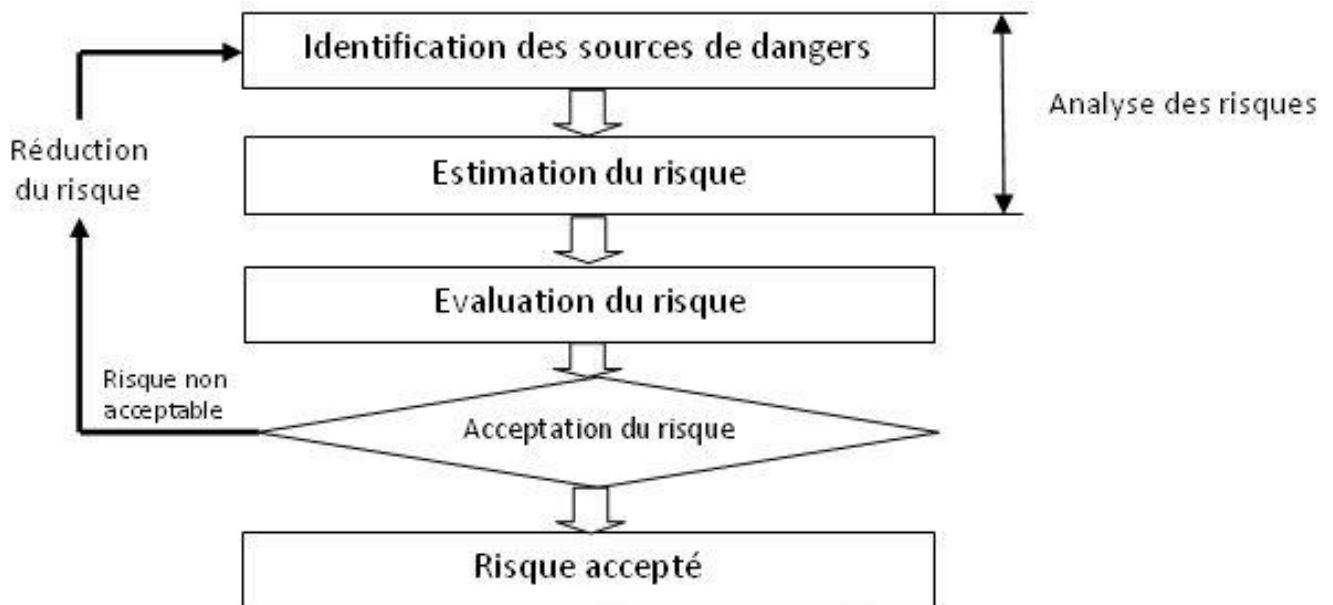 Identification des sources de dangers
Analyse des risques
Réduction
du risque
Estimation du risque
Evaluation du risque
Risque non
acceptable
Acceptation du risque
Risque accepté